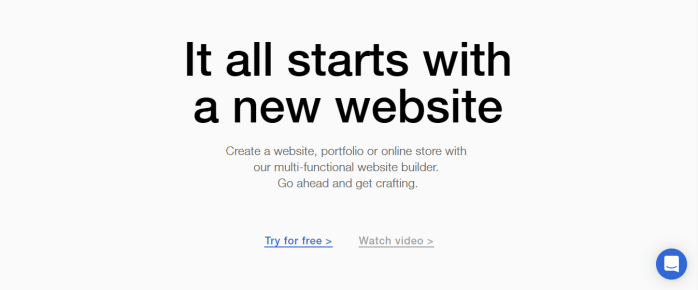 It all starts with
a new website
Create a website, portfolio or online store with
our multi-functional website builder.
Go ahead and get crafting.
Try for free >
Watch video >